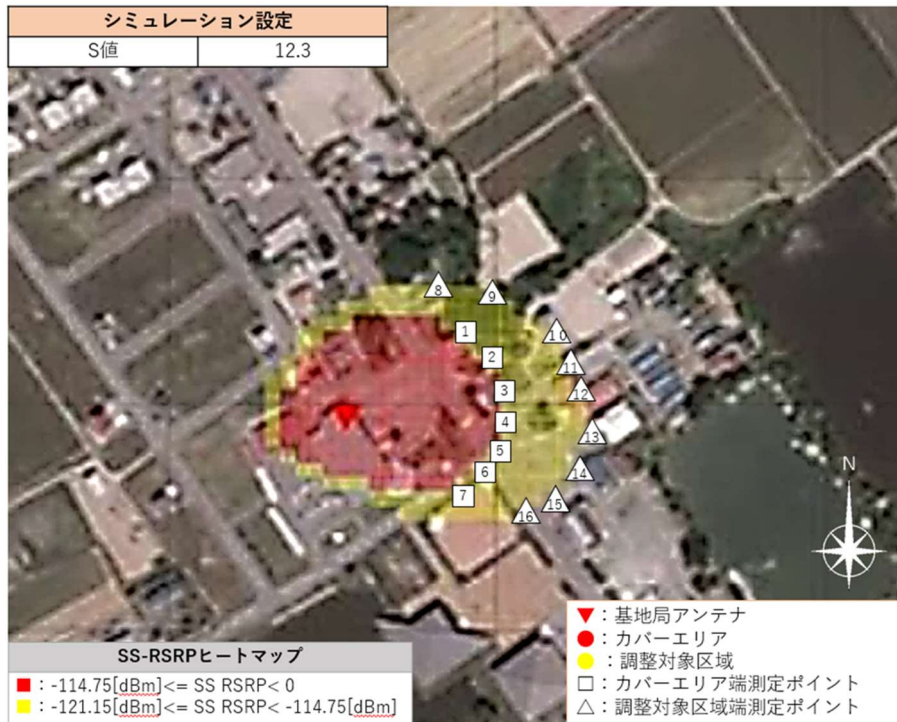 シミュレーション設定
S値 12.3
8
9
1
10
2
11
3
12
4
13
5
14
6
7
15
16
N
SS-RSRPヒートマップ
■：-114.75[dBm]<= SS RSRP< 0
■：-121.15[dBm]<= SS RSRP< -114.75[dBm]
▼：基地局アンテナ
●：カバーエリア
●：調整対象区域
□：カバーエリア端測定ポイント
△：調整対象区域端測定ポイント